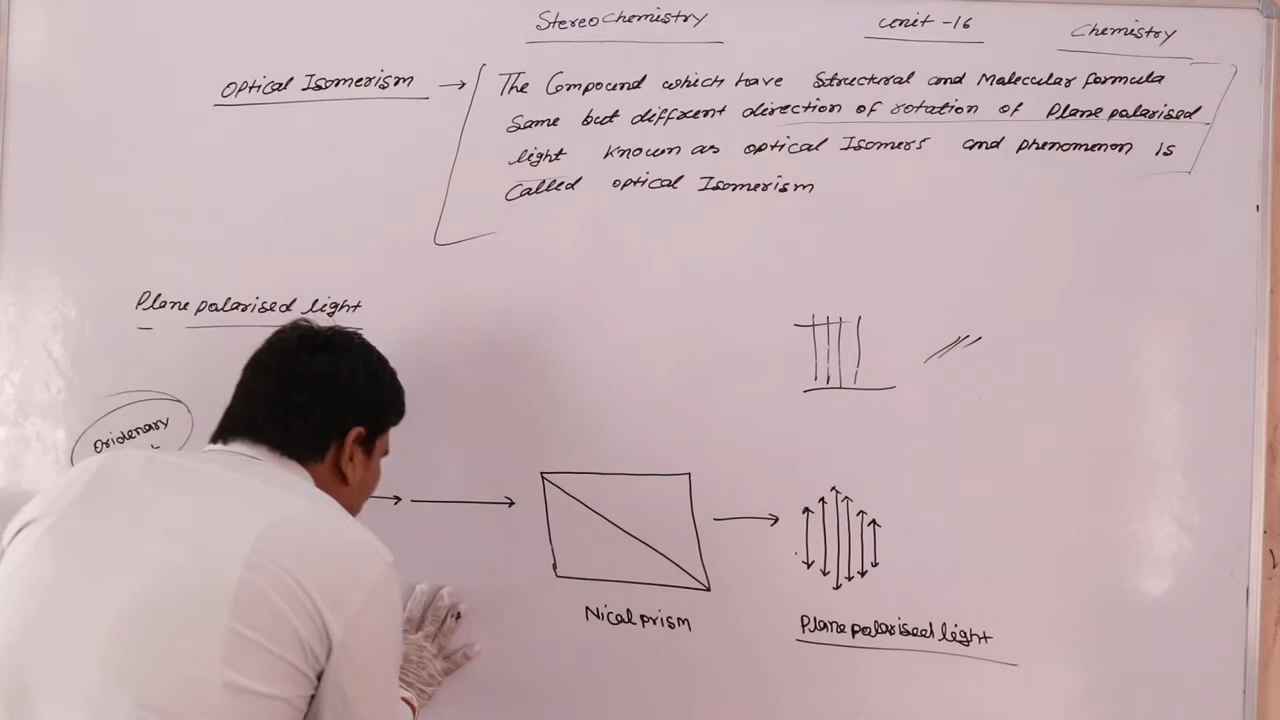 Stereochemistry
Unit -16
Chemistry
Optical Isomerism → The Compound which have Structural and Molecular formula
Same but diffrent direction of rotation of Plane polarised
light known as optical Isomers and phenomenon is
Called optical Isomerism
Plane polarised light
Oridenary
Nical prism
Plane polarised light